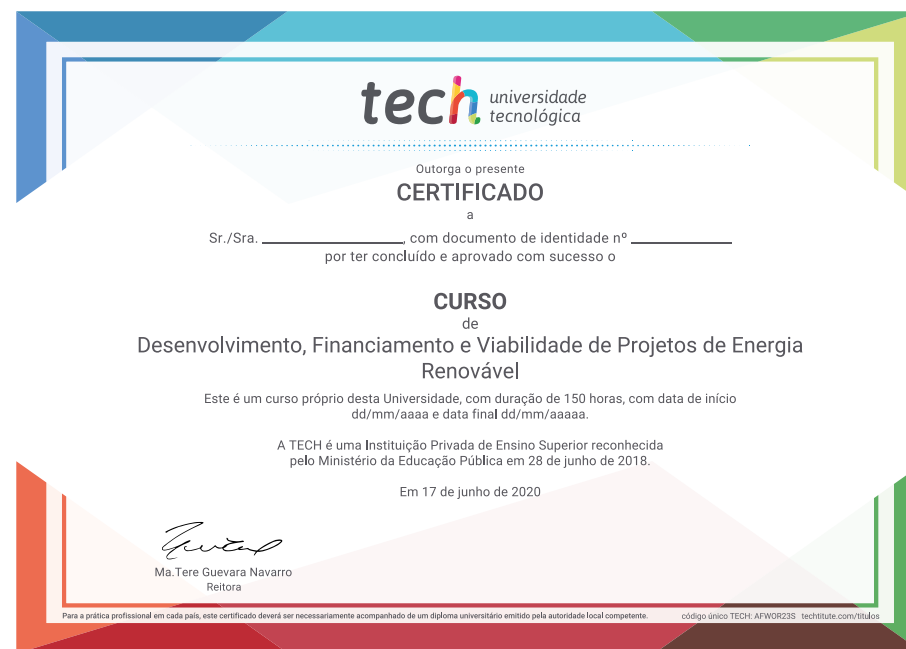 tech universidade
tecnológica
Outorga o presente
CERTIFICADO
a
Sr./Sra. ________________, com documento de identidade nº ____________
por ter concluído e aprovado com sucesso o
CURSO
de
Desenvolvimento, Financiamento e Viabilidade de Projetos de Energia
Renovável
Este é um curso próprio desta Universidade, com duração de 150 horas, com data de início
dd/mm/aaaa e data final dd/mm/aaaaa.
A TECH é uma Instituição Privada de Ensino Superior reconhecida
pelo Ministério da Educação Pública em 28 de junho de 2018.
Em 17 de junho de 2020
Ma.Tere Guevara Navarro
Reitora
Para a prática profissional em cada país, este certificado deverá ser necessariamente acompanhado de um diploma universitário emitido pela autoridade local competente. código único TECH: AFWOR23S techtitute.com/titulos